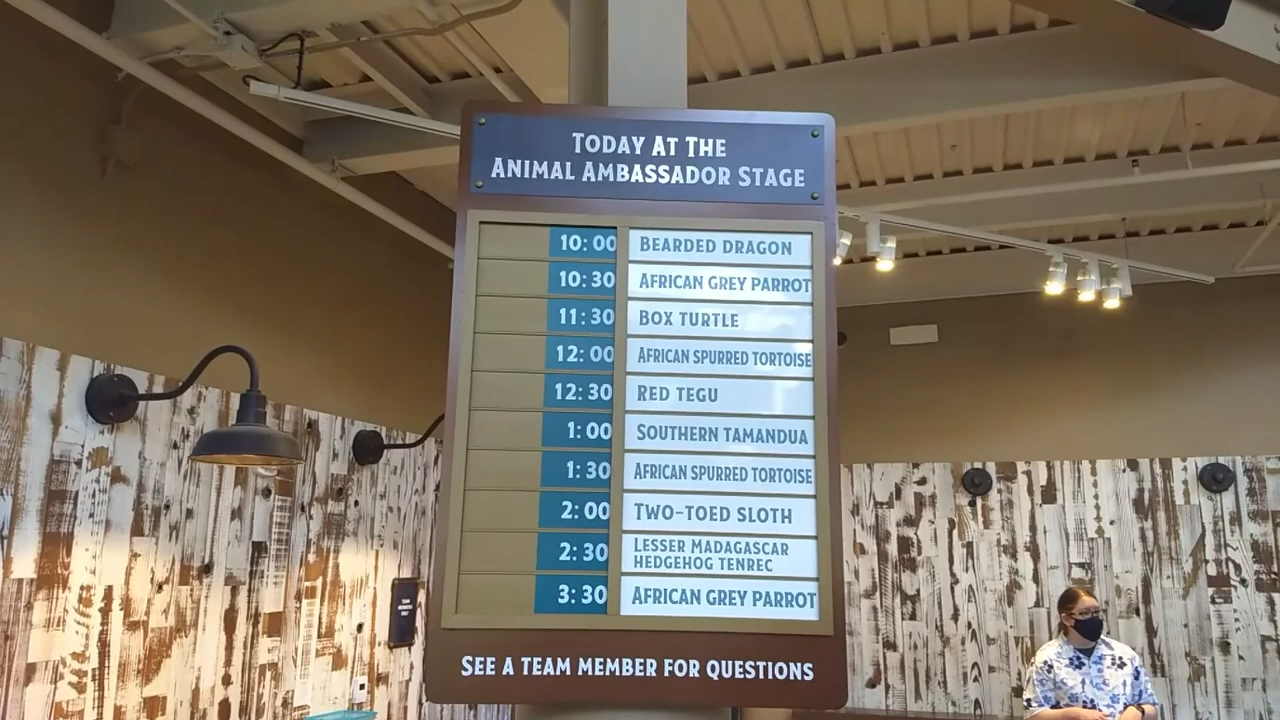 TODAY AT THE
ANIMAL AMBASSADOR STAGE
10:00 BEARDED DRAGON
10:30 AFRICAN GREY PARROT
11:30 BOX TURTLE
12:00 AFRICAN SPURRED TORTOISE
12:30 RED TEGU
1:00 SOUTHERN TAMANDUA
1:30 AFRICAN SPURRED TORTOISE
2:00 TWO-TOED SLOTH
2:30 LESSER MADAGASCAR
HEDGEHOG TENREC
3:30 AFRICAN GREY PARROT
SEE A TEAM MEMBER FOR QUESTIONS